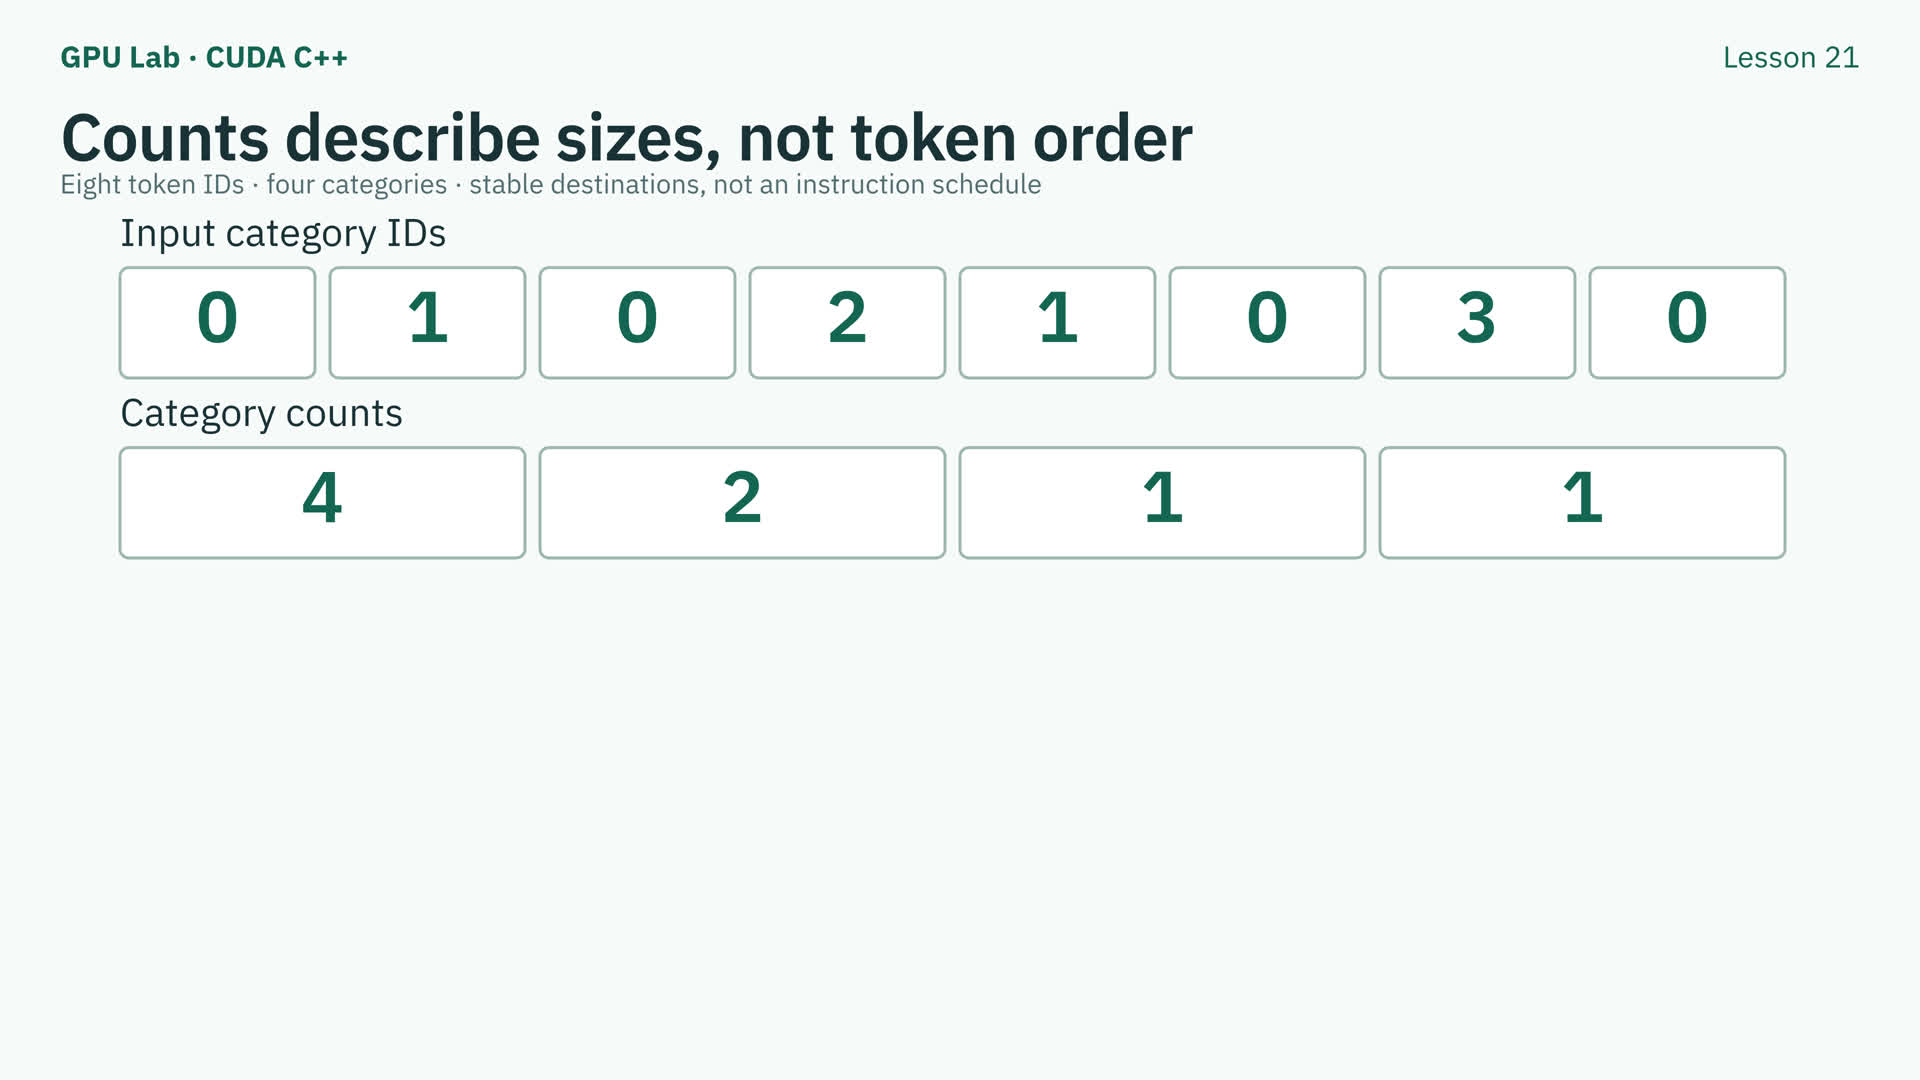 GPU Lab · CUDA C++
Lesson 21
Counts describe sizes, not token order
Eight token IDs · four categories · stable destinations, not an instruction schedule
Input category IDs
0 1 0 2 1 0 3 0
Category counts
4 2 1 1